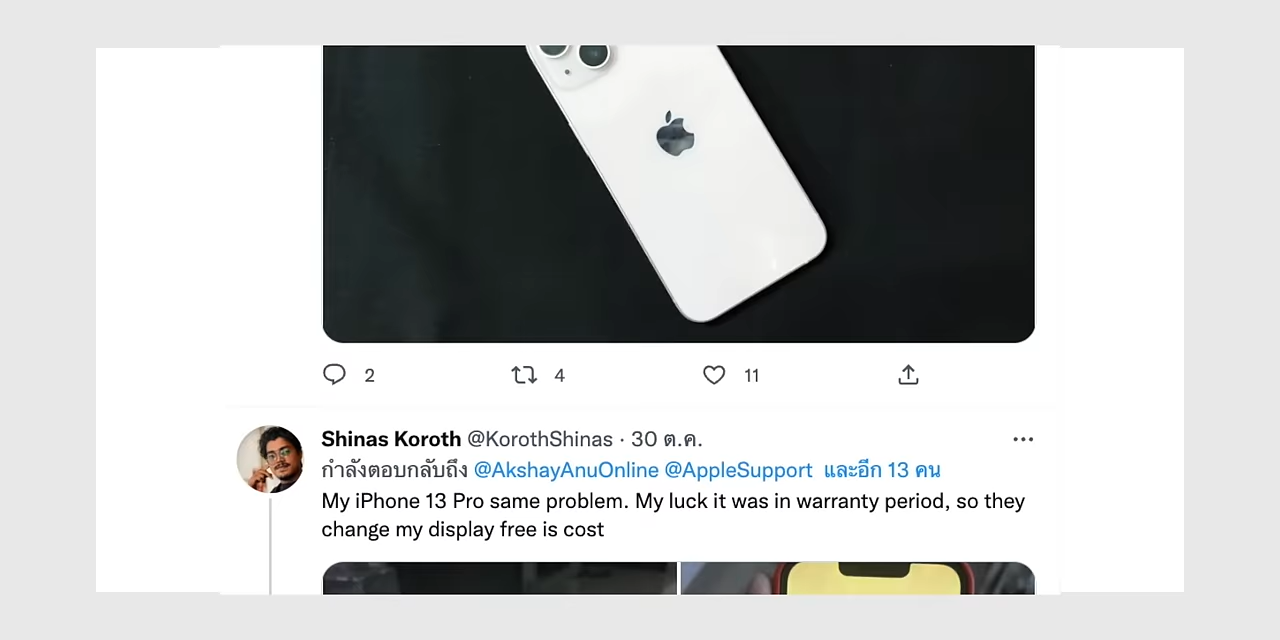 2 4 11
Shinas Koroth @KorothShinas · 30 ต.ค.
กำลังตอบกลับถึง @AkshayAnuOnline @AppleSupport และอีก 13 คน
My iPhone 13 Pro same problem. My luck it was in warranty period, so they
change my display free is cost